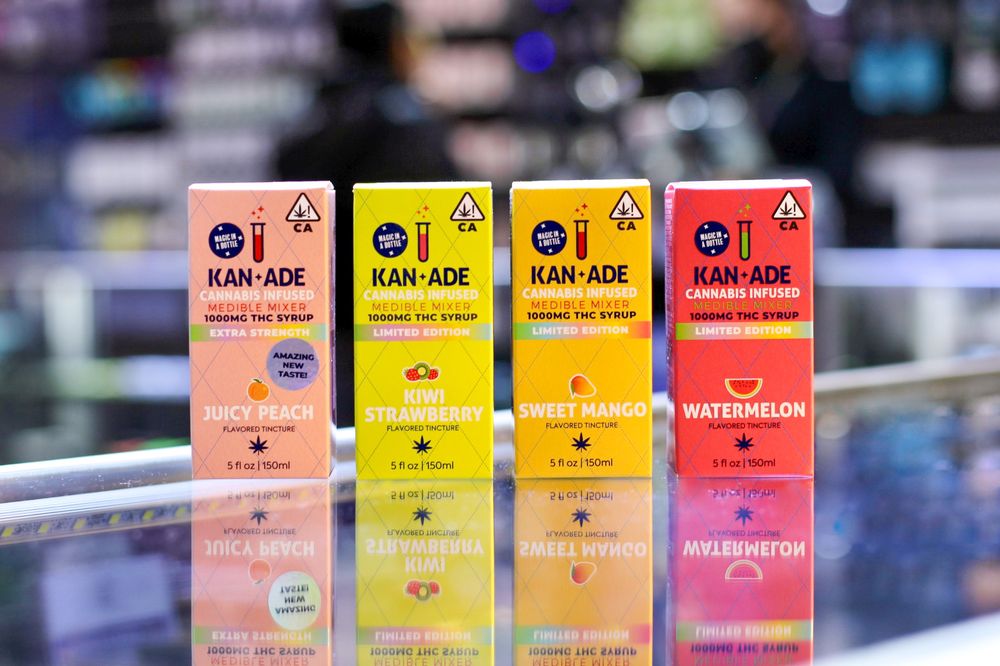 MAGIC IN
A BOTTLE
CA
KAN+ADE
CANNABIS INFUSED
MEDIBLE MIXER
1000MG THC SYRUP
EXTRA STRENGTH
AMAZING
NEW
TASTE!
JUICY PEACH
FLAVORED TINCTURE
5 fl oz | 150ml
MAGIC IN
A BOTTLE
CA
KAN+ADE
CANNABIS INFUSED
MEDIBLE MIXER
1000MG THC SYRUP
LIMITED EDITION
KIWI
STRAWBERRY
FLAVORED TINCTURE
5 fl oz | 150ml
MAGIC IN
A BOTTLE
CA
KAN+ADE
CANNABIS INFUSED
MEDIBLE MIXER
1000MG THC SYRUP
LIMITED EDITION
SWEET MANGO
FLAVORED TINCTURE
5 fl oz | 150ml
MAGIC IN
A BOTTLE
CA
KAN+ADE
CANNABIS INFUSED
MEDIBLE MIXER
1000MG THC SYRUP
LIMITED EDITION
WATERMELON
FLAVORED TINCTURE
5 fl oz | 150ml